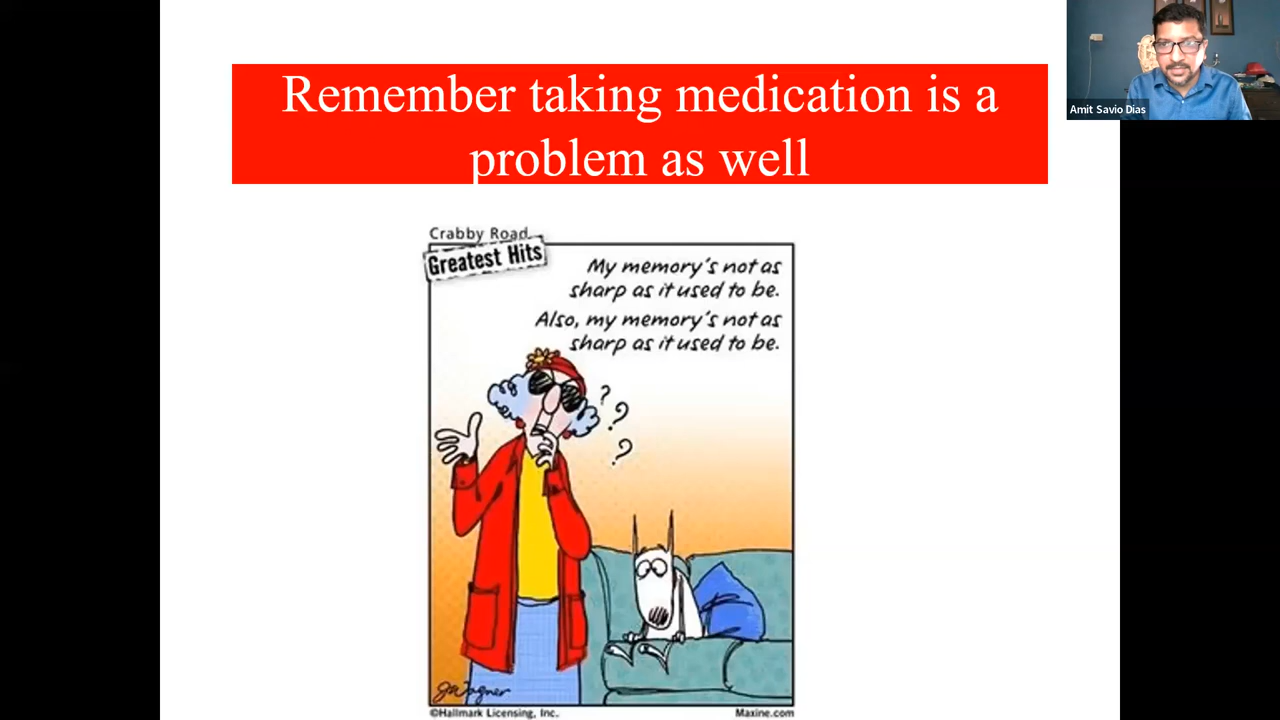 Remember taking medication is a
problem as well
Amit Savio Dias
Crabby Road
Greatest Hits
My memory's not as
sharp as it used to be.
Also, my memory's not as
sharp as it used to be.
? ? ?
JWagner
©Hallmark Licensing, Inc.
Maxine.com